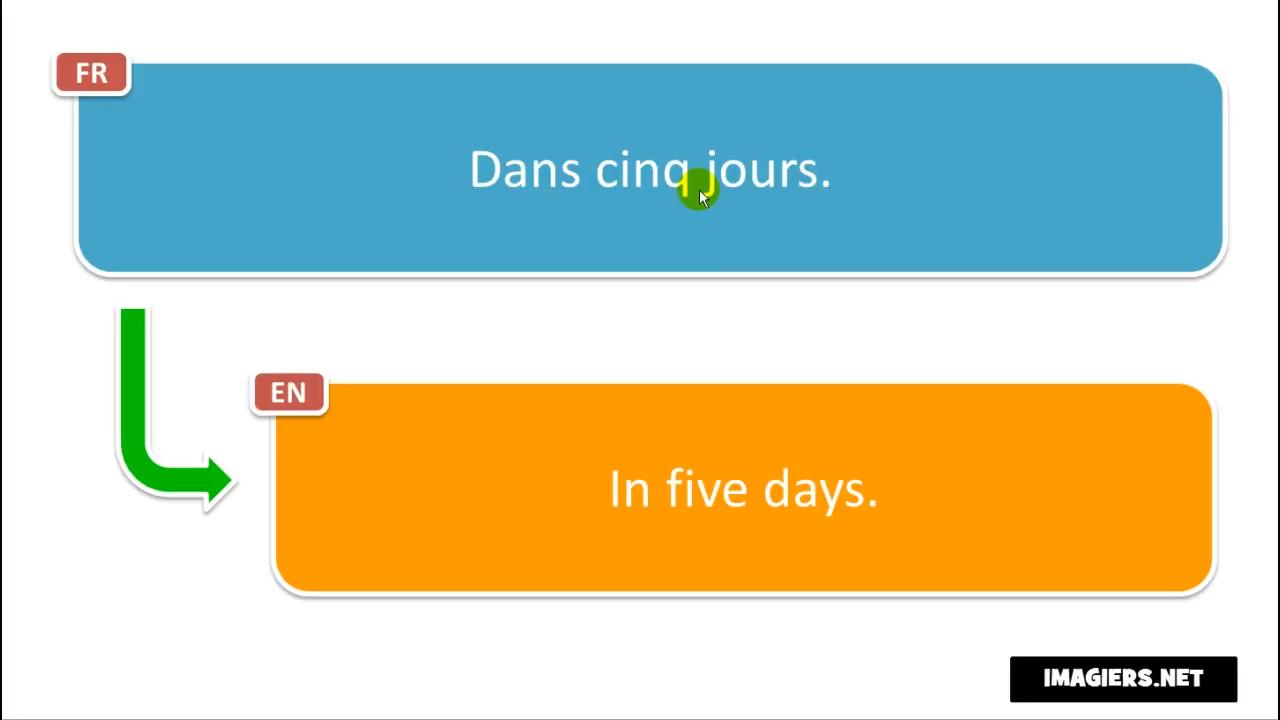 FR
Dans cinq jours.
EN
In five days.
IMAGIERS.NET